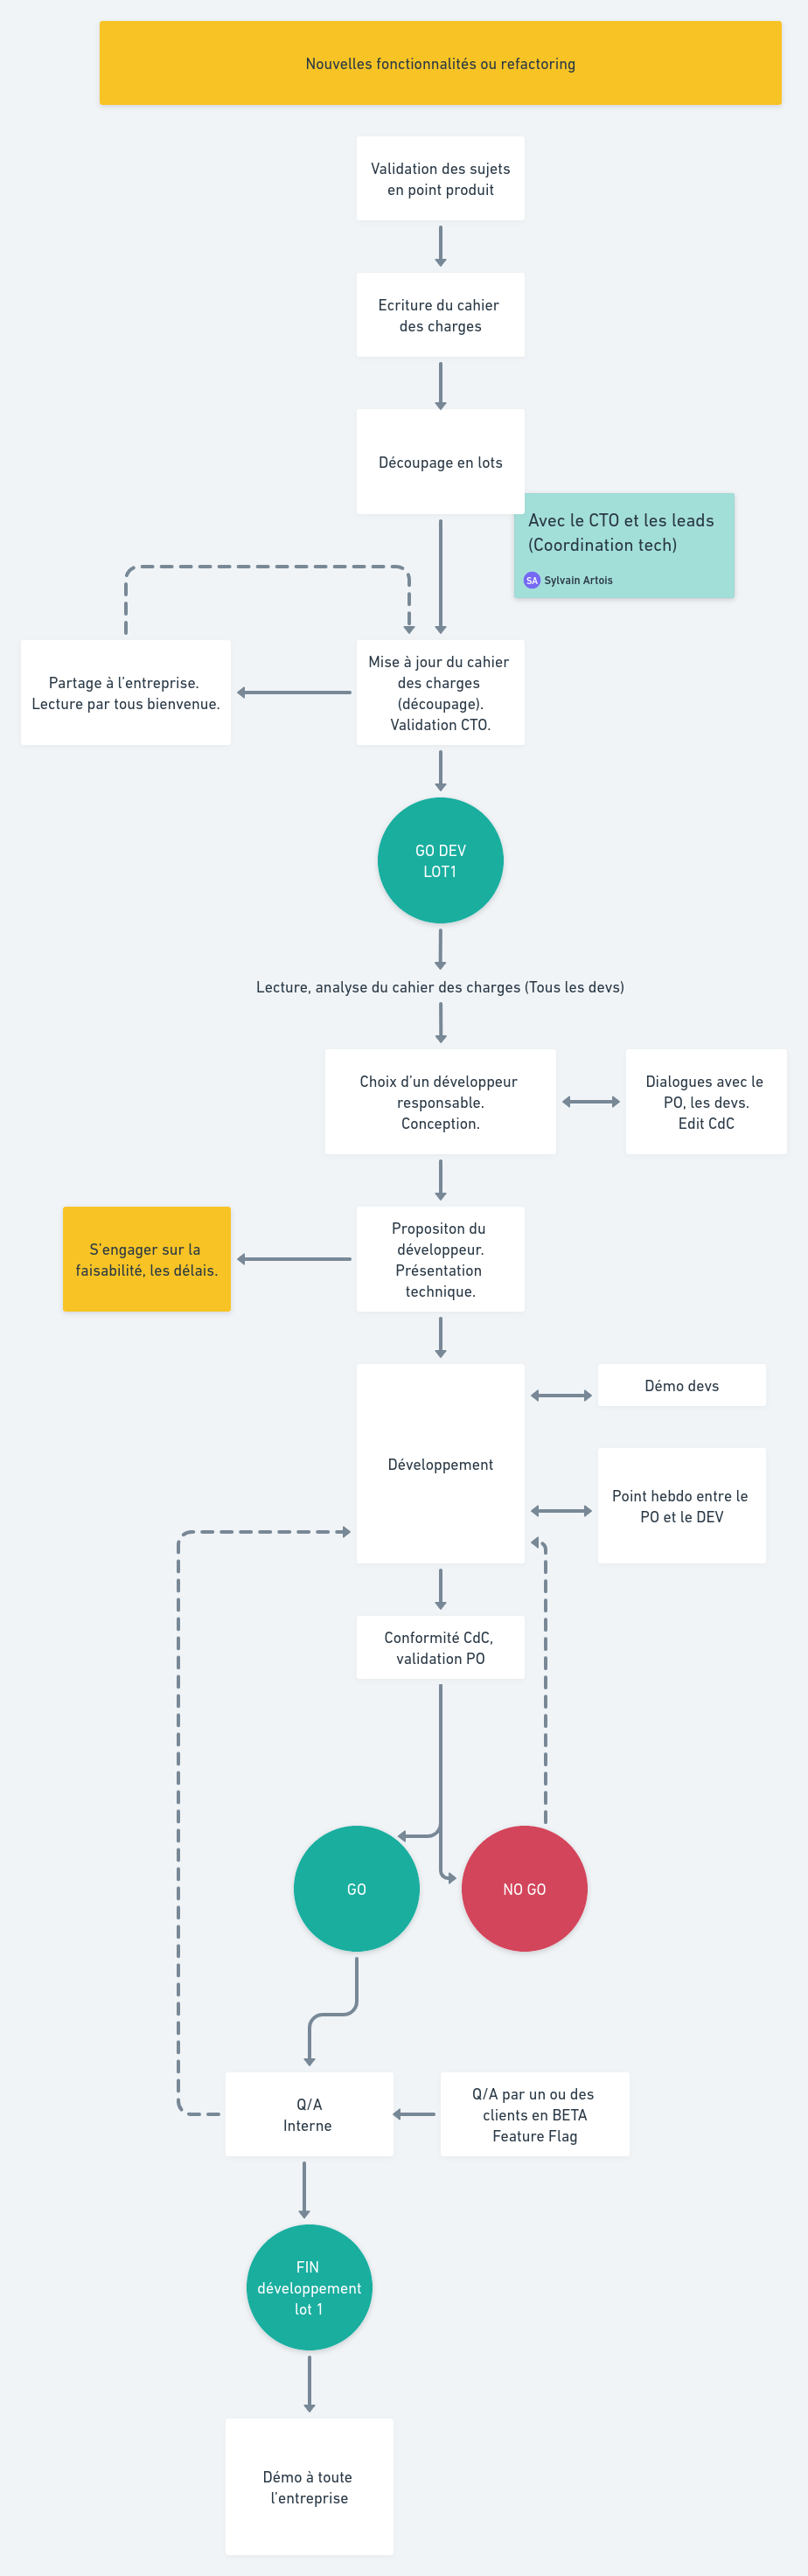 Nouvelles fonctionnalités ou refactoring
Validation des sujets
en point produit
Ecriture du cahier
des charges
Découpage en lots
Avec le CTO et les leads
(Coordination tech)
SA Sylvain Artois
Partage à l'entreprise.
Lecture par tous bienvenue.
Mise à jour du cahier
des charges
(découpage).
Validation CTO.
GO DEV
LOT1
Lecture, analyse du cahier des charges (Tous les devs)
Choix d'un développeur
responsable.
Conception.
Dialogues avec le
PO, les devs.
Edit CdC
S'engager sur la
faisabilité, les délais.
Propositon du
développeur.
Présentation
technique.
Développement
Démo devs
Point hebdo entre le
PO et le DEV
Conformité CdC,
validation PO
GO
NO GO
Q/A
Interne
Q/A par un ou des
clients en BETA
Feature Flag
FIN
développement
lot 1
Démo à toute
l'entreprise